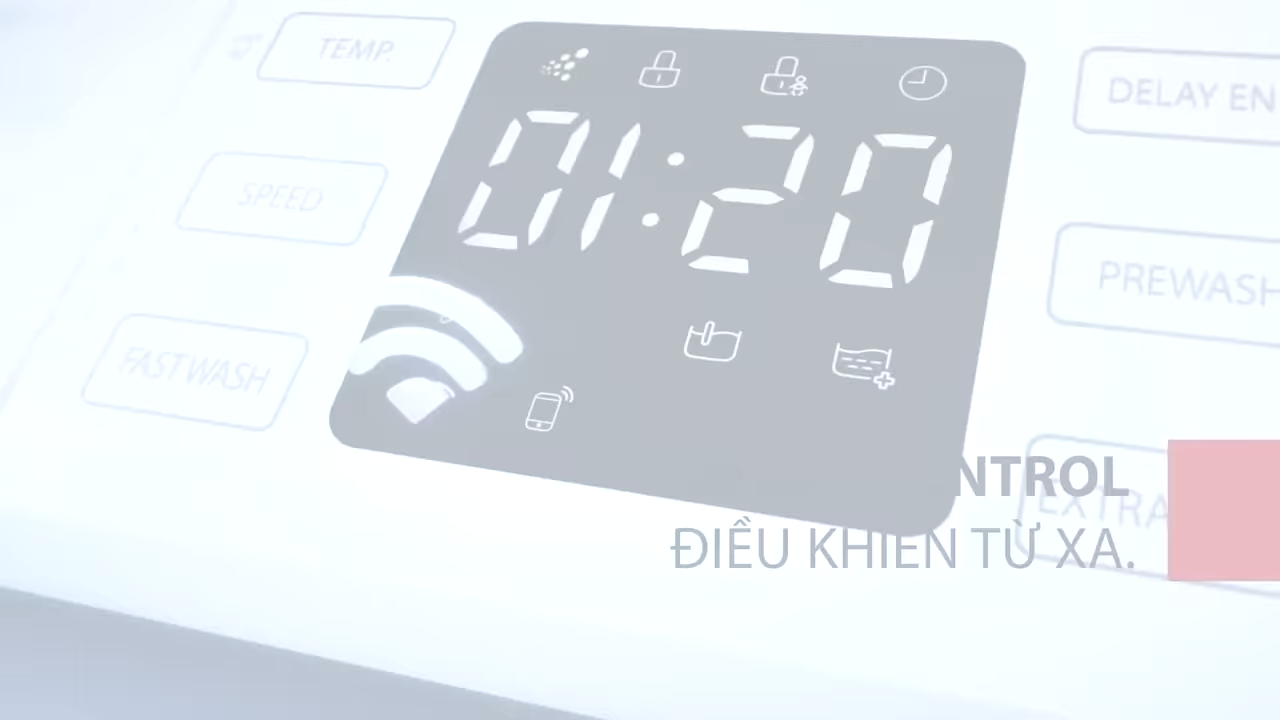 TEMP.
SPEED
FAST WASH
01:20
DELAY EN
PREWASH
EXTRA
NTROL
ĐIỀU KHIỂN TỪ XA.